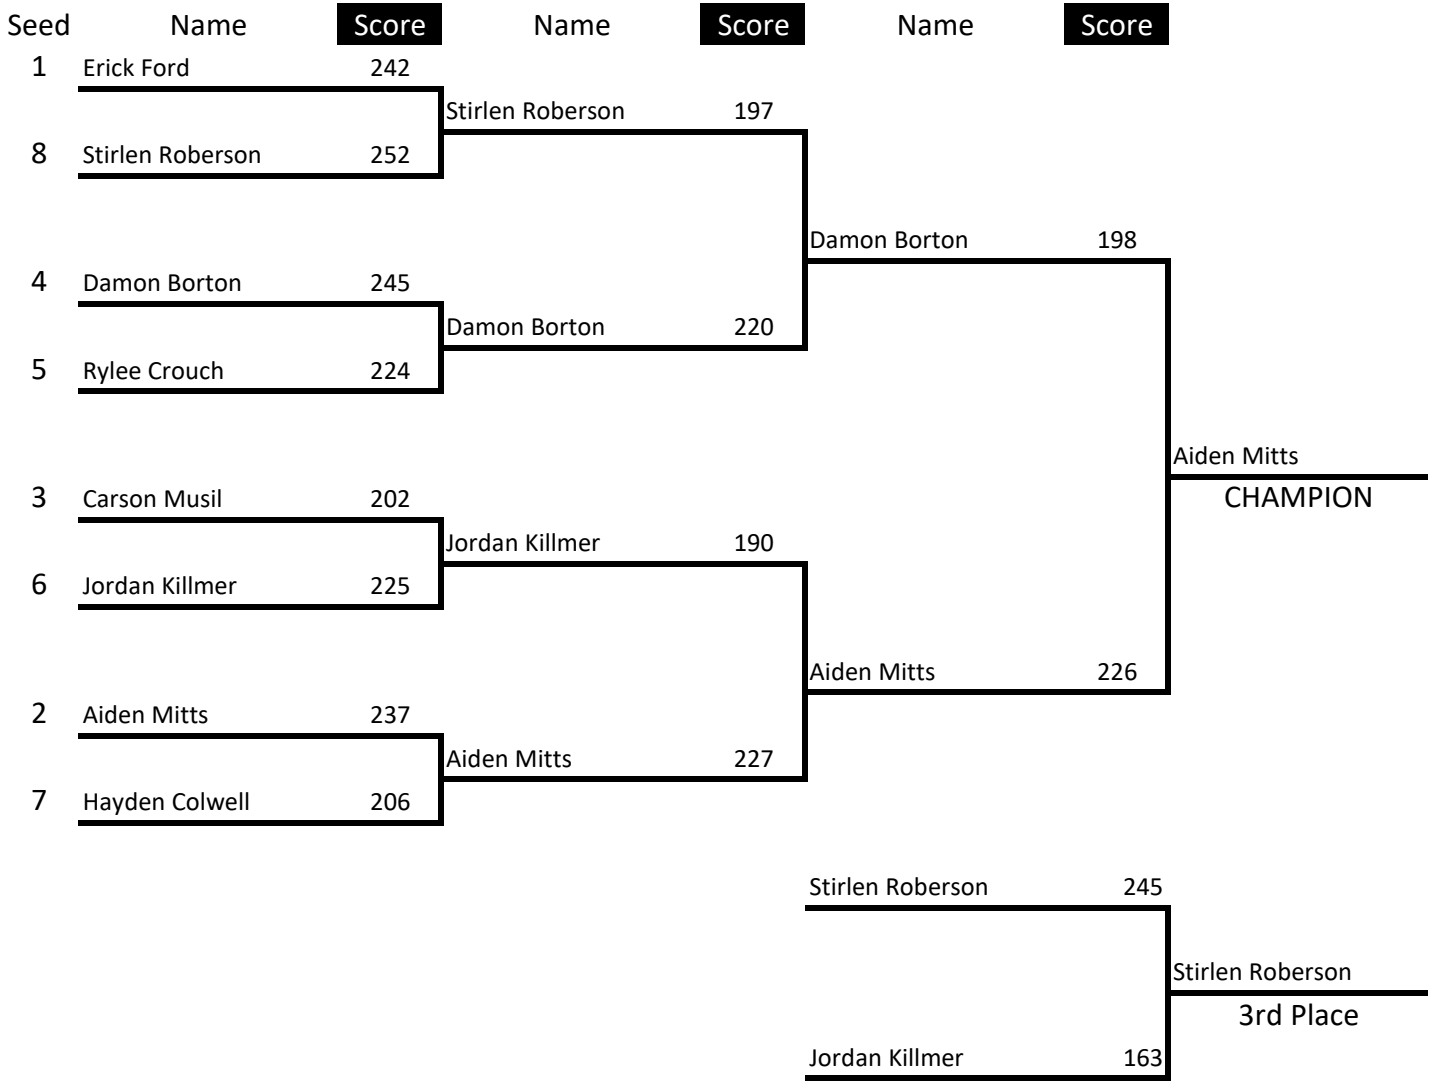 Seed Name Score Name Score Name Score
1 Erick Ford 242
Stirlen Roberson 197
8 Stirlen Roberson 252
Damon Borton 198
4 Damon Borton 245
Damon Borton 220
5 Rylee Crouch 224
Aiden Mitts
3 Carson Musil 202
CHAMPION
Jordan Killmer 190
6 Jordan Killmer 225
Aiden Mitts 226
2 Aiden Mitts 237
Aiden Mitts 227
7 Hayden Colwell 206
Stirlen Roberson 245
Stirlen Roberson
3rd Place
Jordan Killmer 163